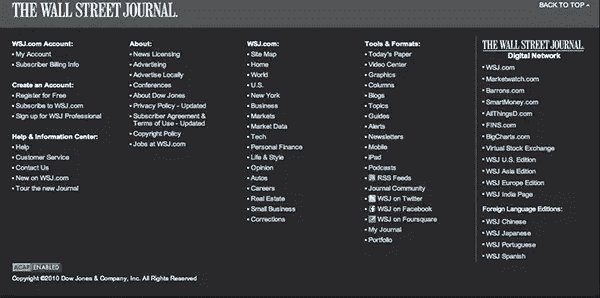 THE WALL STREET JOURNAL.
BACK TO TOP
WSJ.com Account:
• My Account
• Subscriber Billing Info
Create an Account:
• Register for Free
• Subscribe to WSJ.com
• Sign up for WSJ Professional
Help & Information Center:
• Help
• Customer Service
• Contact Us
• New on WSJ.com
• Tour the new Journal
About:
• News Licensing
• Advertising
• Advertise Locally
• Conferences
• About Dow Jones
• Privacy Policy - Updated
• Subscriber Agreement &
Terms of Use - Updated
• Copyright Policy
• Jobs at WSJ.com
WSJ.com:
• Site Map
• Home
• World
• U.S.
• New York
• Business
• Markets
• Market Data
• Tech
• Personal Finance
• Life & Style
• Opinion
• Autos
• Careers
• Real Estate
• Small Business
• Corrections
Tools & Formats:
• Today's Paper
• Video Center
• Graphics
• Columns
• Blogs
• Topics
• Guides
• Alerts
• Newsletters
• Mobile
• iPad
• Podcasts
• RSS Feeds
• Journal Community
• WSJ on Twitter
• WSJ on Facebook
• WSJ on Foursquare
• My Journal
• Portfolio
THE WALL STREET JOURNAL.
Digital Network
• WSJ.com
• Marketwatch.com
• Barrons.com
• SmartMoney.com
• AllThingsD.com
• FINS.com
• BigCharts.com
• Virtual Stock Exchange
• WSJ U.S. Edition
• WSJ Asia Edition
• WSJ Europe Edition
• WSJ India Page
Foreign Language Editions:
• WSJ Chinese
• WSJ Japanese
• WSJ Portuguese
• WSJ Spanish
ACAP ENABLED
Copyright ©2010 Dow Jones & Company, Inc. All Rights Reserved